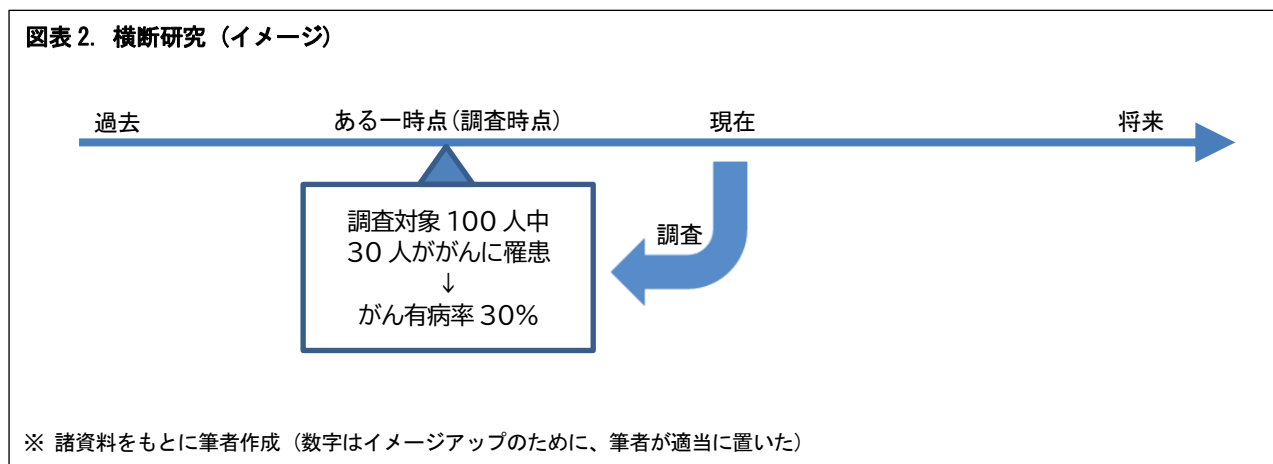 図表 2. 横断研究 (イメージ)
過去
ある一時点(調査時点)
現在
将来
調査対象 100 人中
30 人ががんに罹患
↓
がん有病率 30%
調査
※ 諸資料をもとに筆者作成 (数字はイメージアップのために、筆者が適当に置いた)